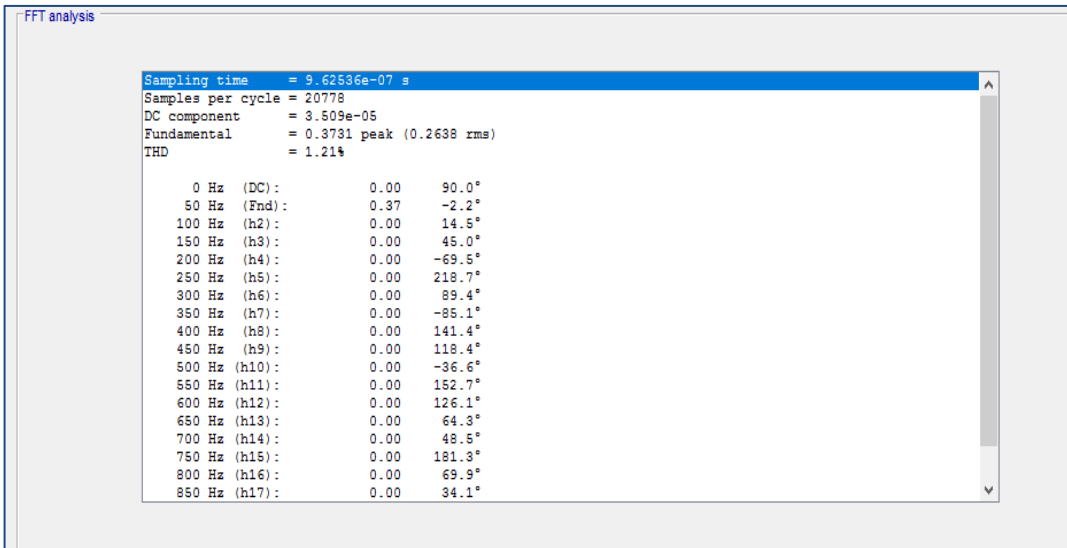 FFT analysis
Sampling time = 9.62536e-07 s
Samples per cycle = 20778
DC component = 3.509e-05
Fundamental = 0.3731 peak (0.2638 rms)
THD = 1.21%
0 Hz (DC): 0.00 90.0°
50 Hz (Fnd): 0.37 -2.2°
100 Hz (h2): 0.00 14.5°
150 Hz (h3): 0.00 45.0°
200 Hz (h4): 0.00 -69.5°
250 Hz (h5): 0.00 218.7°
300 Hz (h6): 0.00 89.4°
350 Hz (h7): 0.00 -85.1°
400 Hz (h8): 0.00 141.4°
450 Hz (h9): 0.00 118.4°
500 Hz (h10): 0.00 -36.6°
550 Hz (h11): 0.00 152.7°
600 Hz (h12): 0.00 126.1°
650 Hz (h13): 0.00 64.3°
700 Hz (h14): 0.00 48.5°
750 Hz (h15): 0.00 181.3°
800 Hz (h16): 0.00 69.9°
850 Hz (h17): 0.00 34.1°